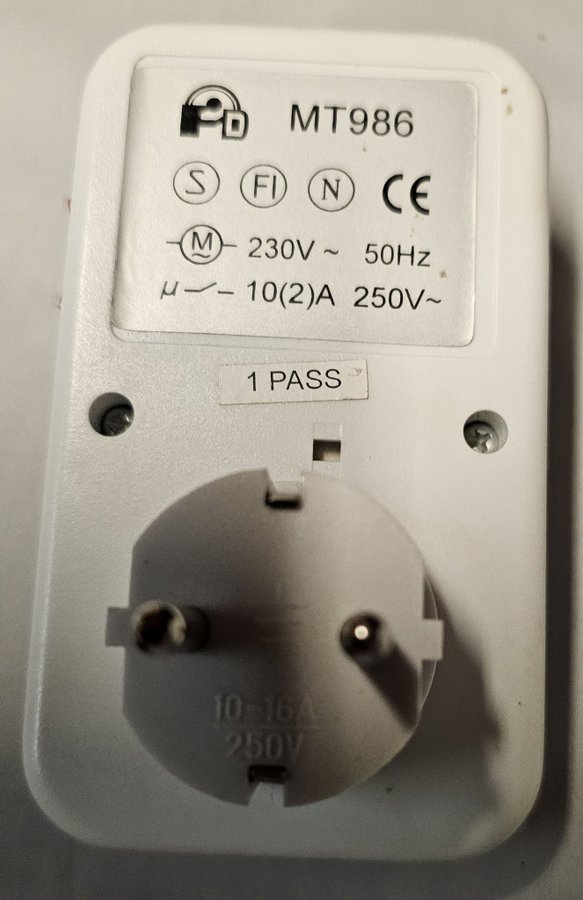 MT986
S FI N CE
M 230V ~ 50Hz
μ 10(2)A 250V~
1 PASS
10-16A
250V